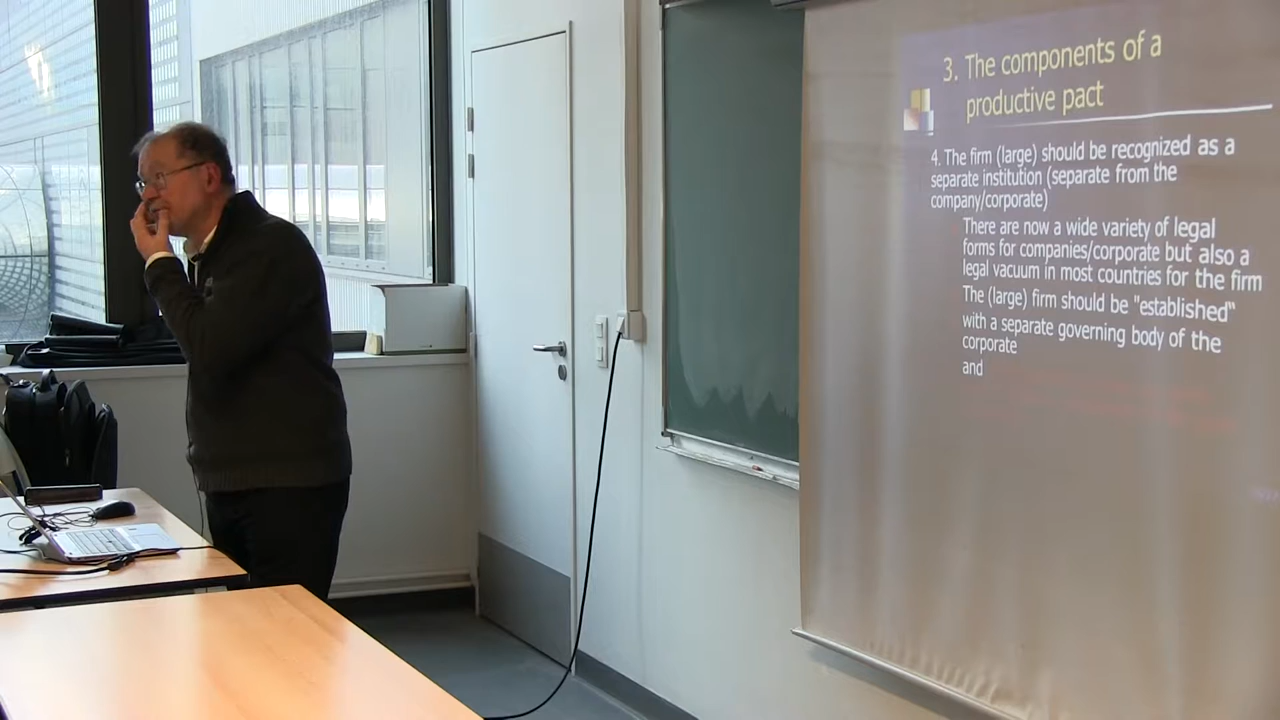 3. The components of a
productive pact
4. The firm (large) should be recognized as a
separate institution (separate from the
company/corporate)
There are now a wide variety of legal
forms for companies/corporate but also a
legal vacuum in most countries for the firm
The (large) firm should be "established"
with a separate governing body of the
corporate
and